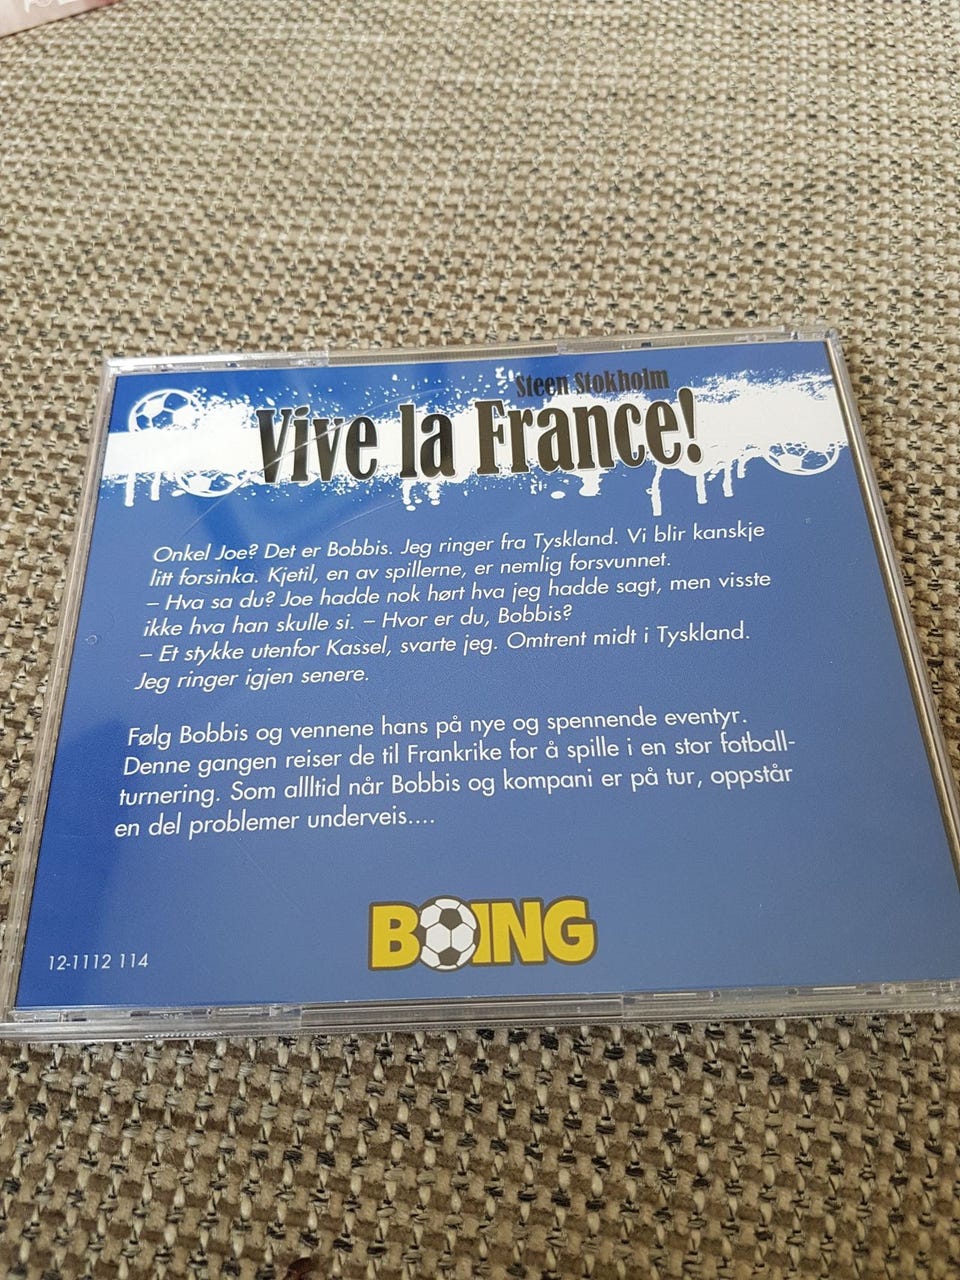 Steen Stokholm
Vive la France!
Onkel Joe? Det er Bobbis. Jeg ringer fra Tyskland. Vi blir kanskje
litt forsinka. Kjetil, en av spillerne, er nemlig forsvunnet.
– Hva sa du? Joe hadde nok hørt hva jeg hadde sagt, men visste
ikke hva han skulle si. – Hvor er du, Bobbis?
– Et stykke utenfor Kassel, svarte jeg. Omtrent midt i Tyskland.
Jeg ringer igjen senere.
Følg Bobbis og vennene hans på nye og spennende eventyr.
Denne gangen reiser de til Frankrike for å spille i en stor fotball-
turnering. Som allltid når Bobbis og kompani er på tur, oppstår
en del problemer underveis....
BOING
12-1112 114